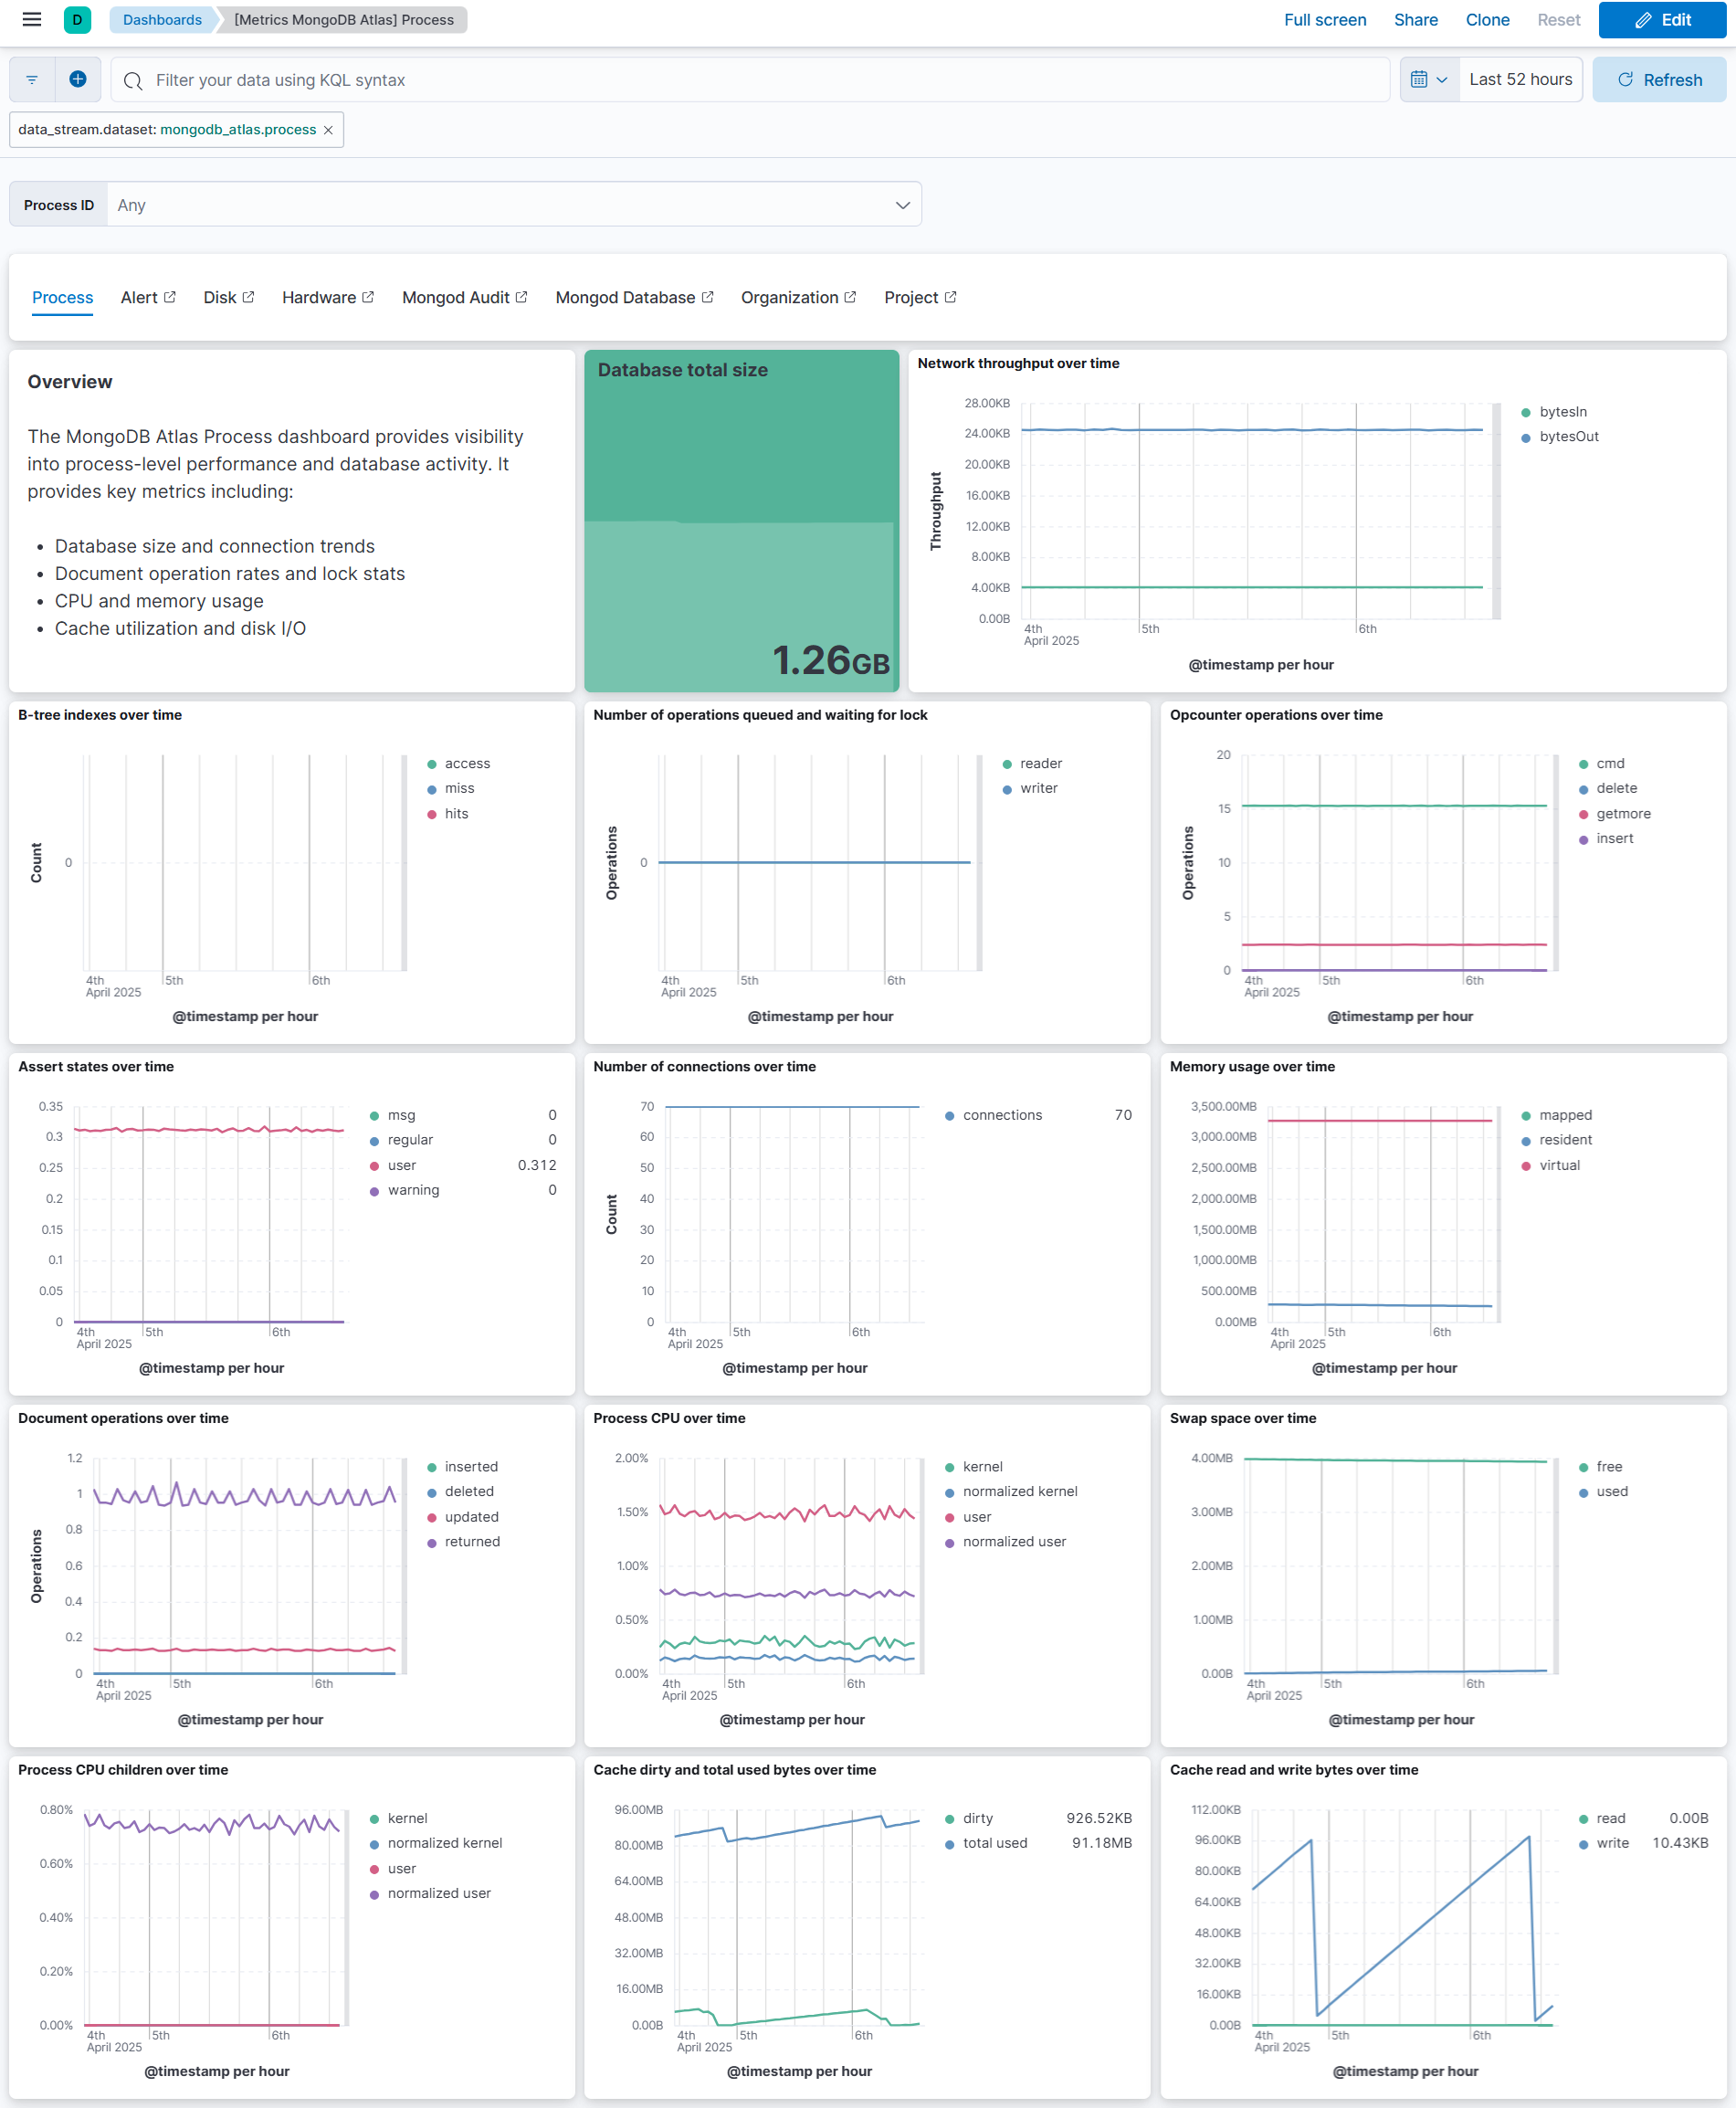 D
Dashboards
[Metrics MongoDB Atlas] Process
Full screen
Share
Clone
Reset
Edit
Filter your data using KQL syntax
Last 52 hours
Refresh
data_stream.dataset: mongodb_atlas.process
Process ID
Any
Process
Alert
Disk
Hardware
Mongod Audit
Mongod Database
Organization
Project
Overview
The MongoDB Atlas Process dashboard provides visibility
into process-level performance and database activity. It
provides key metrics including:
Database size and connection trends
Document operation rates and lock stats
CPU and memory usage
Cache utilization and disk I/O
Database total size
1.26GB
Network throughput over time
Throughput
28.00KB
24.00KB
20.00KB
16.00KB
12.00KB
8.00KB
4.00KB
0.00B
4th
April 2025
5th
6th
@timestamp per hour
bytesIn
bytesOut
B-tree indexes over time
Count
0
4th
April 2025
5th
6th
@timestamp per hour
access
miss
hits
Number of operations queued and waiting for lock
Operations
0
4th
April 2025
5th
6th
@timestamp per hour
reader
writer
Opcounter operations over time
Operations
20
15
10
5
0
4th
April 2025
5th
6th
@timestamp per hour
cmd
delete
getmore
insert
Assert states over time
0.35
0.3
0.25
0.2
0.15
0.1
0.05
0
4th
April 2025
5th
6th
@timestamp per hour
msg 0
regular 0
user 0.312
warning 0
Number of connections over time
Count
70
60
50
40
30
20
10
0
4th
April 2025
5th
6th
@timestamp per hour
connections 70
Memory usage over time
3,500.00MB
3,000.00MB
2,500.00MB
2,000.00MB
1,500.00MB
1,000.00MB
500.00MB
0.00MB
4th
April 2025
5th
6th
@timestamp per hour
mapped
resident
virtual
Document operations over time
Operations
1.2
1
0.8
0.6
0.4
0.2
0
4th
April 2025
5th
6th
@timestamp per hour
inserted
deleted
updated
returned
Process CPU over time
2.00%
1.50%
1.00%
0.50%
0.00%
4th
April 2025
5th
6th
@timestamp per hour
kernel
normalized kernel
user
normalized user
Swap space over time
4.00MB
3.00MB
2.00MB
1.00MB
0.00B
4th
April 2025
5th
6th
@timestamp per hour
free
used
Process CPU children over time
0.80%
0.60%
0.40%
0.20%
0.00%
4th
April 2025
5th
6th
@timestamp per hour
kernel
normalized kernel
user
normalized user
Cache dirty and total used bytes over time
96.00MB
80.00MB
64.00MB
48.00MB
32.00MB
16.00MB
0.00B
4th
April 2025
5th
6th
@timestamp per hour
dirty 926.52KB
total used 91.18MB
Cache read and write bytes over time
112.00KB
96.00KB
80.00KB
64.00KB
48.00KB
32.00KB
16.00KB
0.00B
4th
April 2025
5th
6th
@timestamp per hour
read 0.00B
write 10.43KB